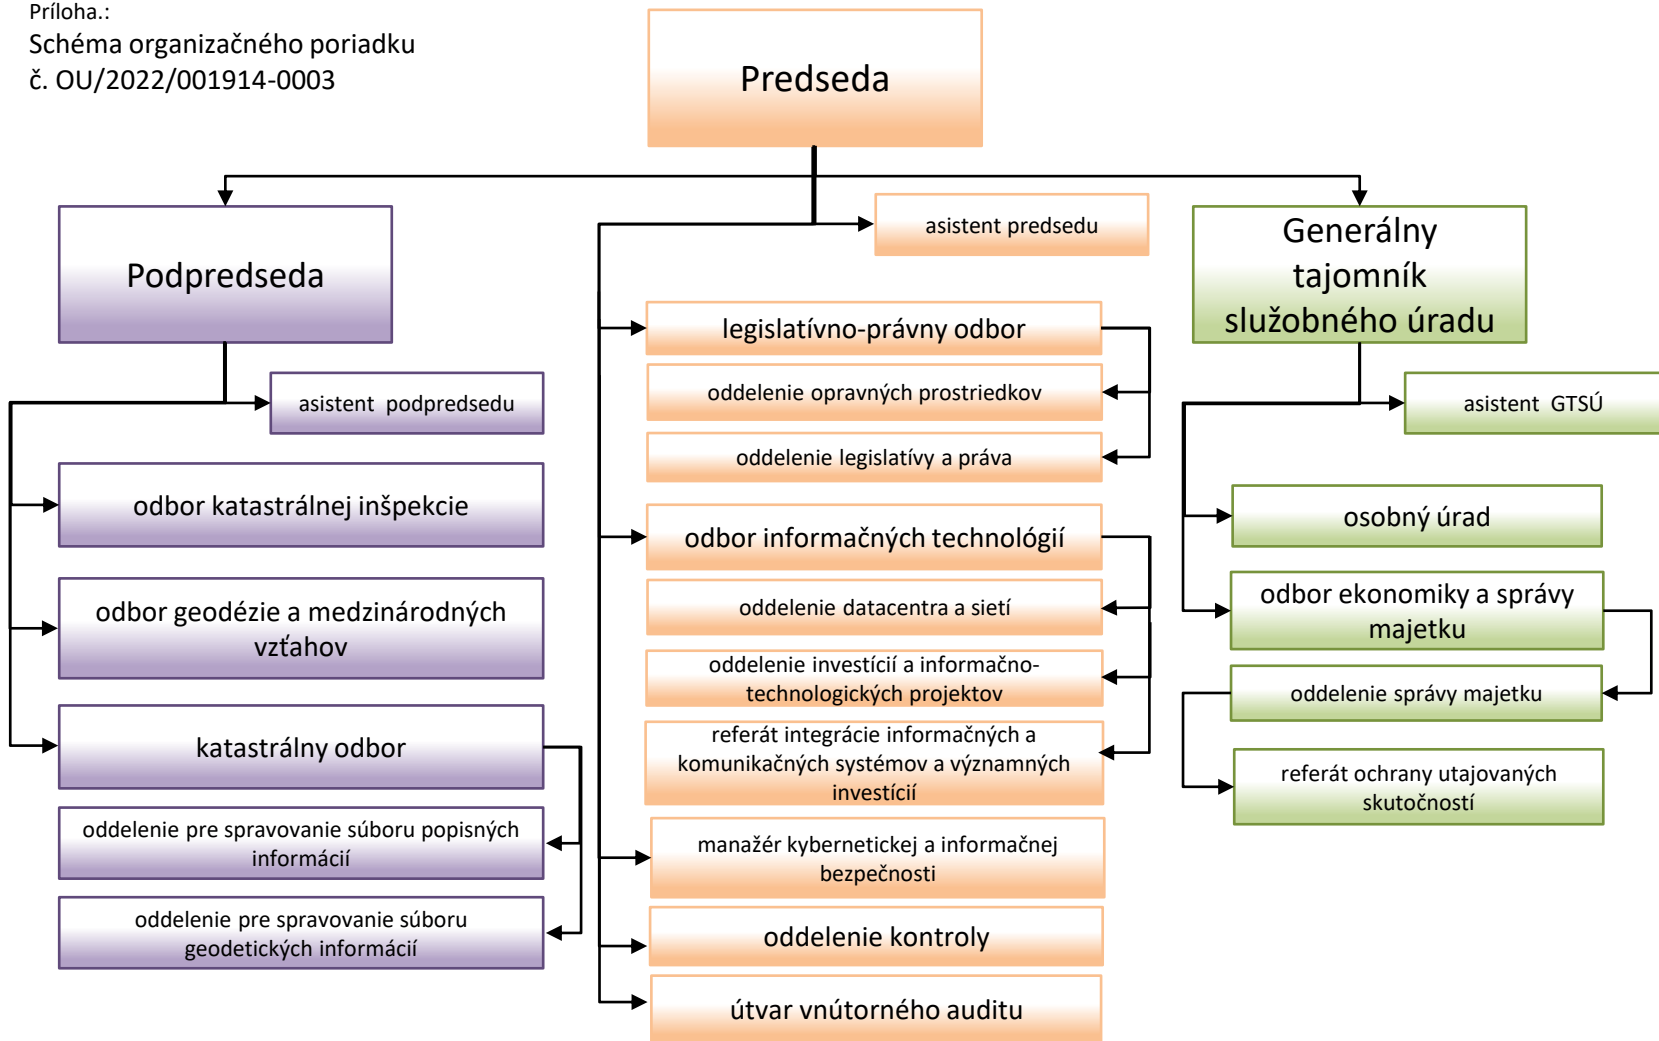 Príloha.:
Schéma organizačného poriadku
č. OU/2022/001914-0003
Predseda
asistent predsedu
Podpredseda
asistent podpredsedu
odbor katastrálnej inšpekcie
odbor geodézie a medzinárodných
vzťahov
katastrálny odbor
oddelenie pre spravovanie súboru popisných
informácií
oddelenie pre spravovanie súboru
geodetických informácií
legislatívno-právny odbor
oddelenie opravných prostriedkov
oddelenie legislatívy a práva
odbor informačných technológií
oddelenie datacentra a sietí
oddelenie investícií a informačno-
technologických projektov
referát integrácie informačných a
komunikačných systémov a významných
investícií
manažér kybernetickej a informačnej
bezpečnosti
oddelenie kontroly
útvar vnútorného auditu
Generálny
tajomník
služobného úradu
asistent GTSÚ
osobný úrad
odbor ekonomiky a správy
majetku
oddelenie správy majetku
referát ochrany utajovaných
skutočností